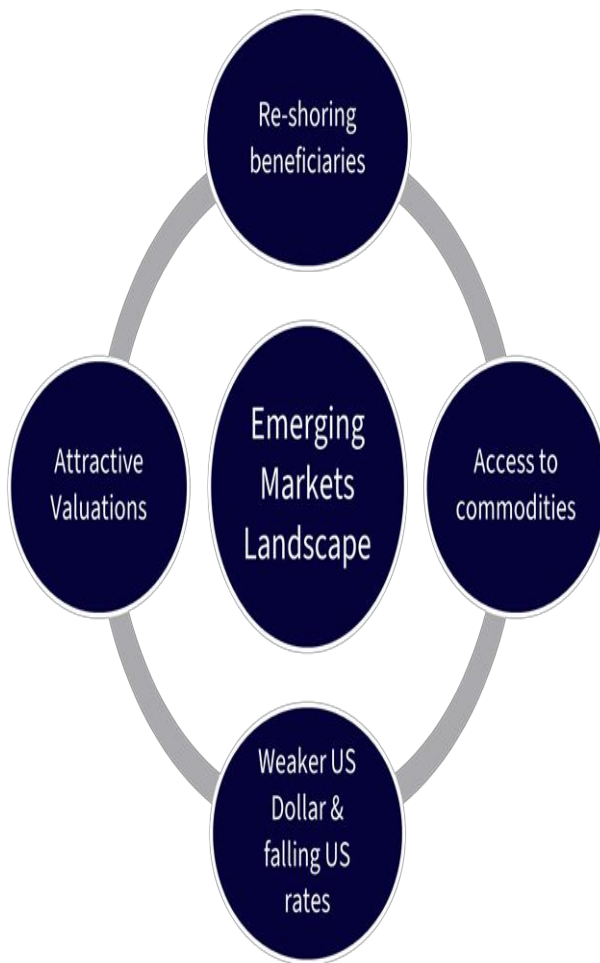 Re-shoring
beneficiaries
Attractive
Valuations
Emerging
Markets
Landscape
Access to
commodities
Weaker US
Dollar &
falling US
rates